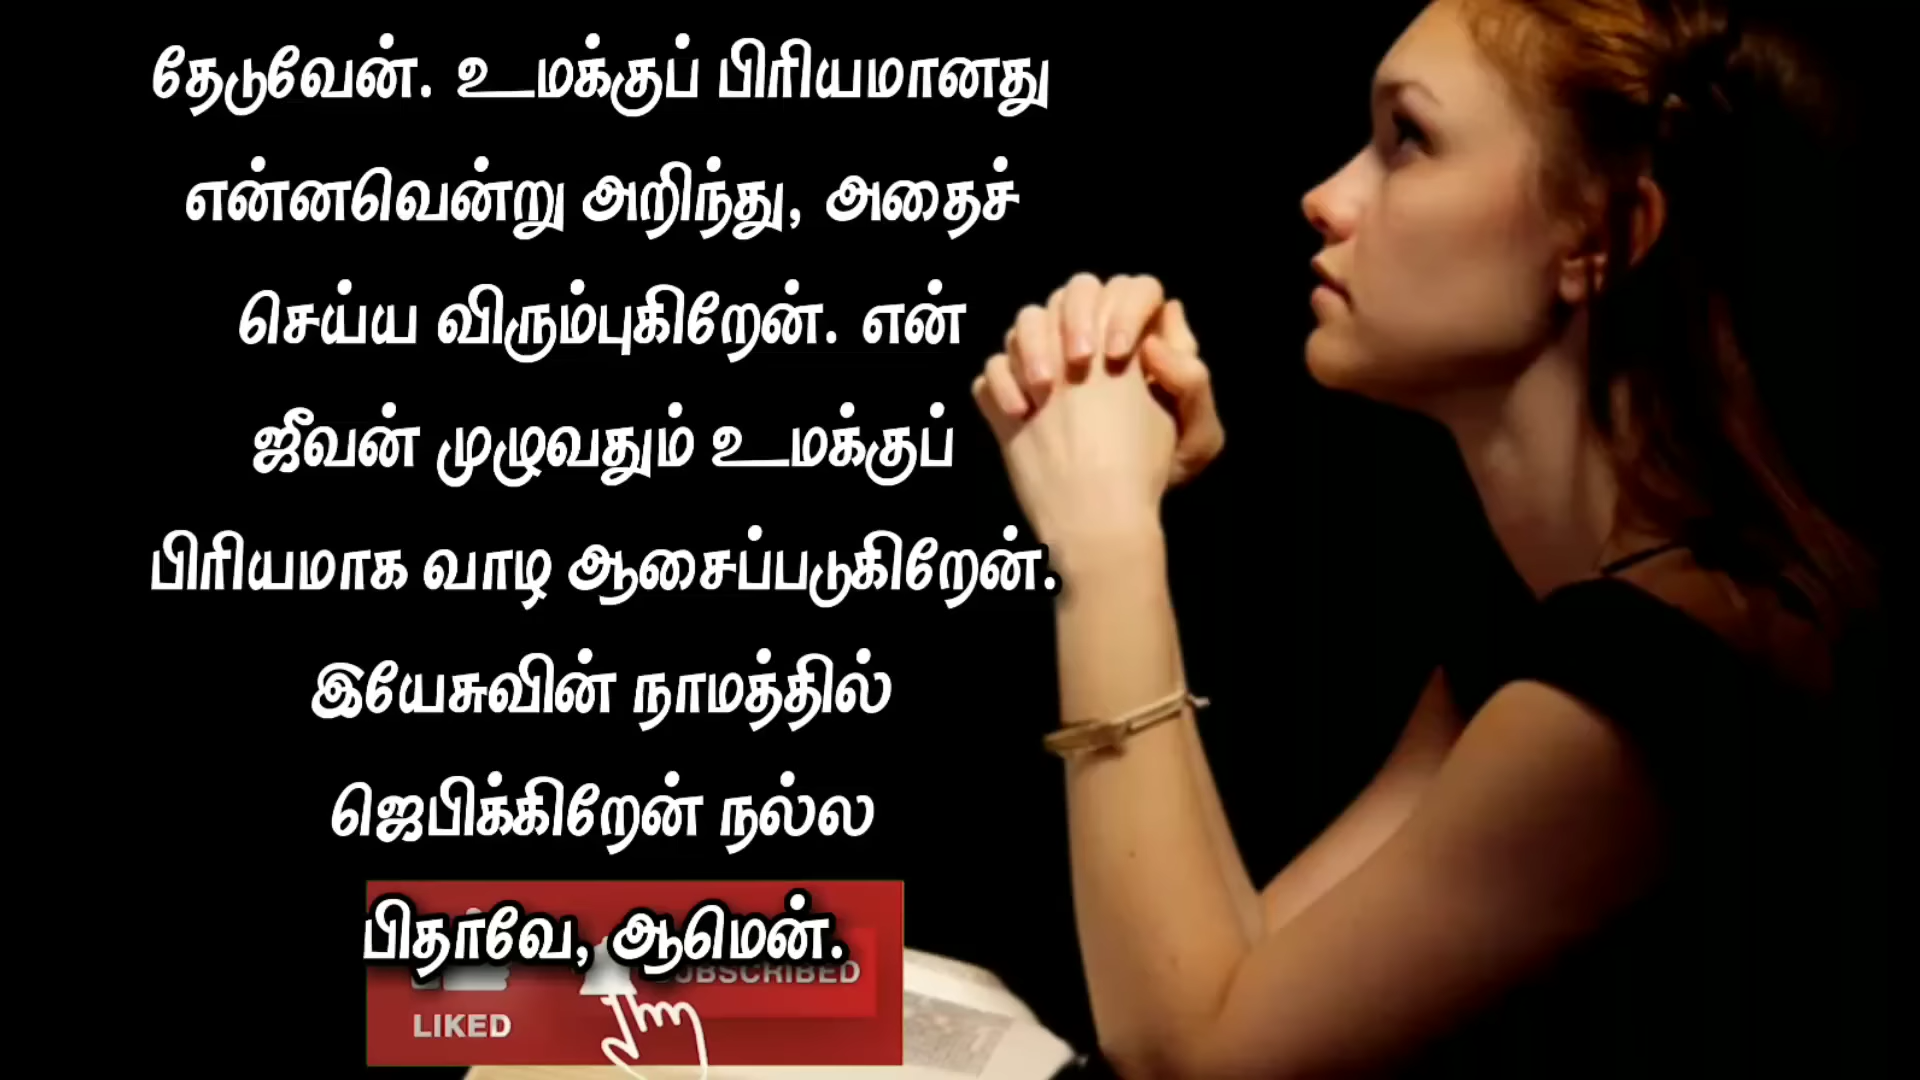 தேடுவேன். உமக்குப் பிரியமானது
என்னவென்று அறிந்து, அதைச்
செய்ய விரும்புகிறேன். என்
ஜீவன் முழுவதும் உமக்குப்
பிரியமாக வாழ ஆசைப்படுகிறேன்.
இயேசுவின் நாமத்தில்
ஜெபிக்கிறேன் நல்ல
பிதாவே, ஆமென்.
SUBSCRIBED
LIKED